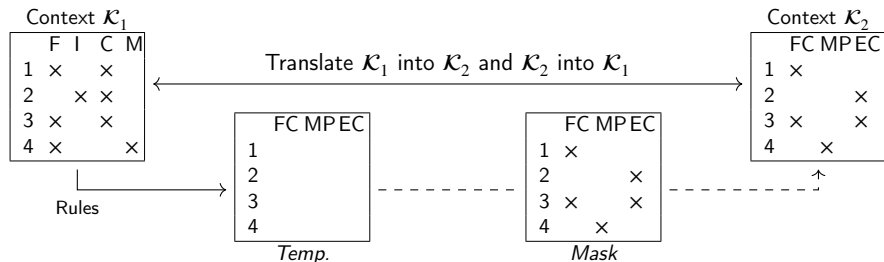 Context 𝒦₁
F I C M
1 × ×
2 × ×
3 × ×
4 × ×
Translate 𝒦₁ into 𝒦₂ and 𝒦₂ into 𝒦₁
Context 𝒦₂
FC MP EC
1 ×
2 ×
3 × ×
4 ×
Rules
FC MP EC
1
2
3
4
Temp.
FC MP EC
1 ×
2 ×
3 × ×
4 ×
Mask